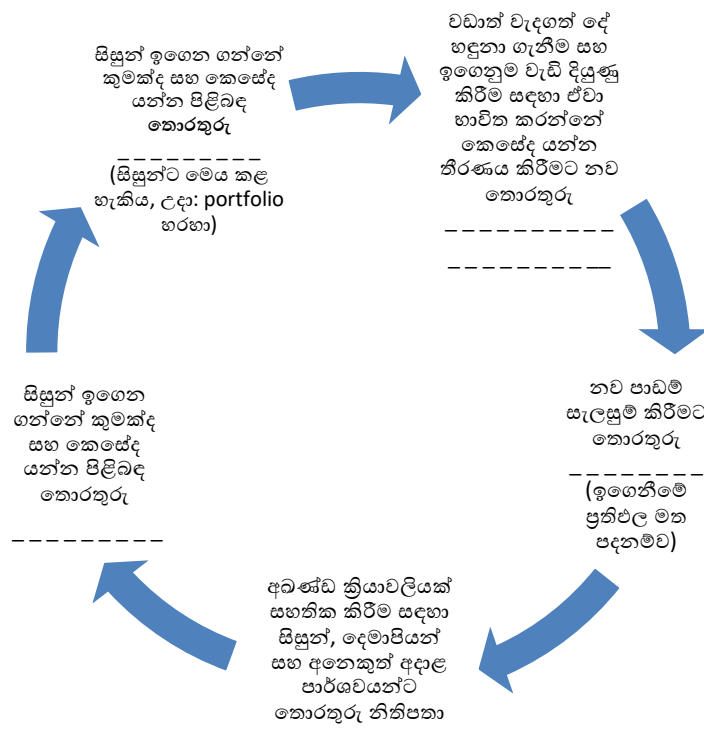 සිසුන් ඉගෙන ගන්නේ
කුමක්ද සහ කෙසේද
යන්න පිළිබඳ
තොරතුරු
_ _ _ _ _ _ _ _ _
(සිසුන්ට මෙය කළ
හැකිය, උදා: portfolio
හරහා)
වඩාත් වැදගත් දේ
හඳුනා ගැනීම සහ
ඉගෙනුම වැඩි දියුණු
කිරීම සඳහා ඒවා
භාවිත කරන්නේ
කෙසේද යන්න
තීරණය කිරීමට නව
තොරතුරු
_ _ _ _ _ _ _ _ _ _
_ _ _ _ _ _ _ _ _ __
නව පාඩම්
සැලසුම් කිරීමට
තොරතුරු
_ _ _ _ _ _ _ _
(ඉගෙනීමේ
ප්‍රතිඵල මත
පදනම්ව)
අඛණ්ඩ ක්‍රියාවලියක්
සහතික කිරීම සඳහා
සිසුන්, දෙමාපියන්
සහ අනෙකුත් අදාළ
පාර්ශවයන්ට
තොරතුරු නිතිපතා
සිසුන් ඉගෙන
ගන්නේ කුමක්ද
සහ කෙසේද
යන්න පිළිබඳ
තොරතුරු
_ _ _ _ _ _ _ _ _